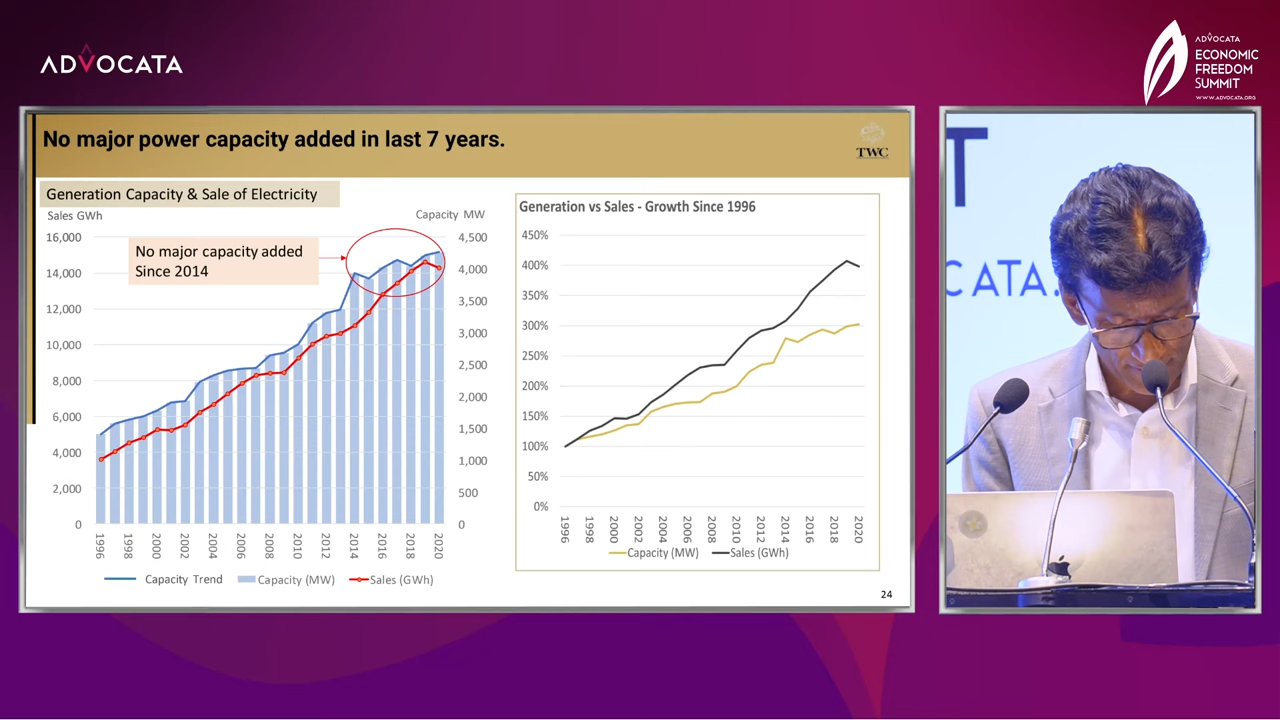 ADVOCATA
ADVOCATA
ECONOMIC
FREEDOM
SUMMIT
WWW.ADVOCATA.ORG
No major power capacity added in last 7 years.
TWC
Generation Capacity & Sale of Electricity
Sales GWh
Capacity MW
16,000
14,000
12,000
10,000
8,000
6,000
4,000
2,000
0
4,500
4,000
3,500
3,000
2,500
2,000
1,500
1,000
500
0
No major capacity added
Since 2014
1996 1998 2000 2002 2004 2006 2008 2010 2012 2014 2016 2018 2020
Capacity Trend Capacity (MW) Sales (GWh)
Generation vs Sales - Growth Since 1996
450%
400%
350%
300%
250%
200%
150%
100%
50%
0%
1996 1998 2000 2002 2004 2006 2008 2010 2012 2014 2016 2018 2020
Capacity (MW) Sales (GWh)
24
T
CATA.